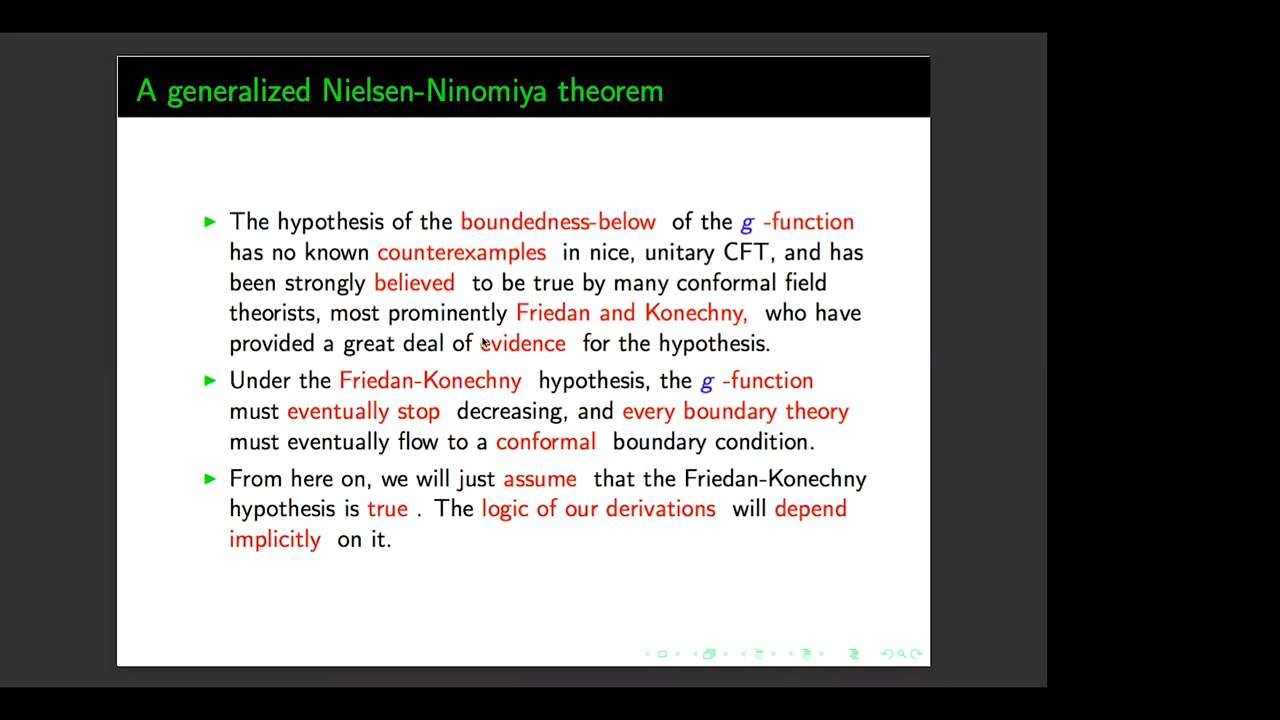 A generalized Nielsen-Ninomiya theorem
The hypothesis of the boundedness-below of the g -function
has no known counterexamples in nice, unitary CFT, and has
been strongly believed to be true by many conformal field
theorists, most prominently Friedan and Konechny, who have
provided a great deal of evidence for the hypothesis.
Under the Friedan-Konechny hypothesis, the g -function
must eventually stop decreasing, and every boundary theory
must eventually flow to a conformal boundary condition.
From here on, we will just assume that the Friedan-Konechny
hypothesis is true . The logic of our derivations will depend
implicitly on it.